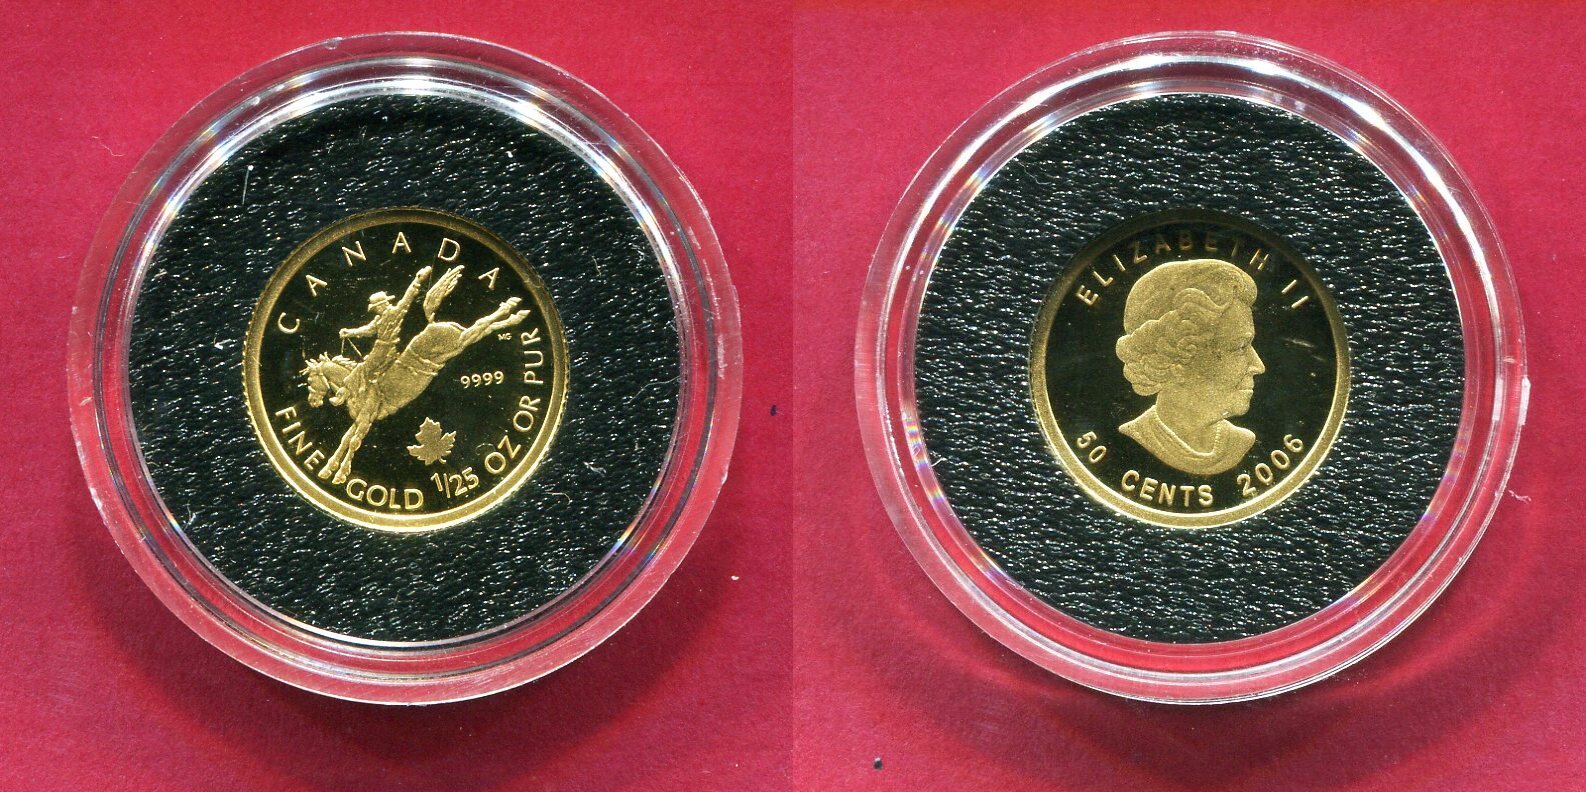 CANADA
MG
9999
FINE GOLD 1/25 OZ OR PUR
ELIZABETH II
50 CENTS 2006